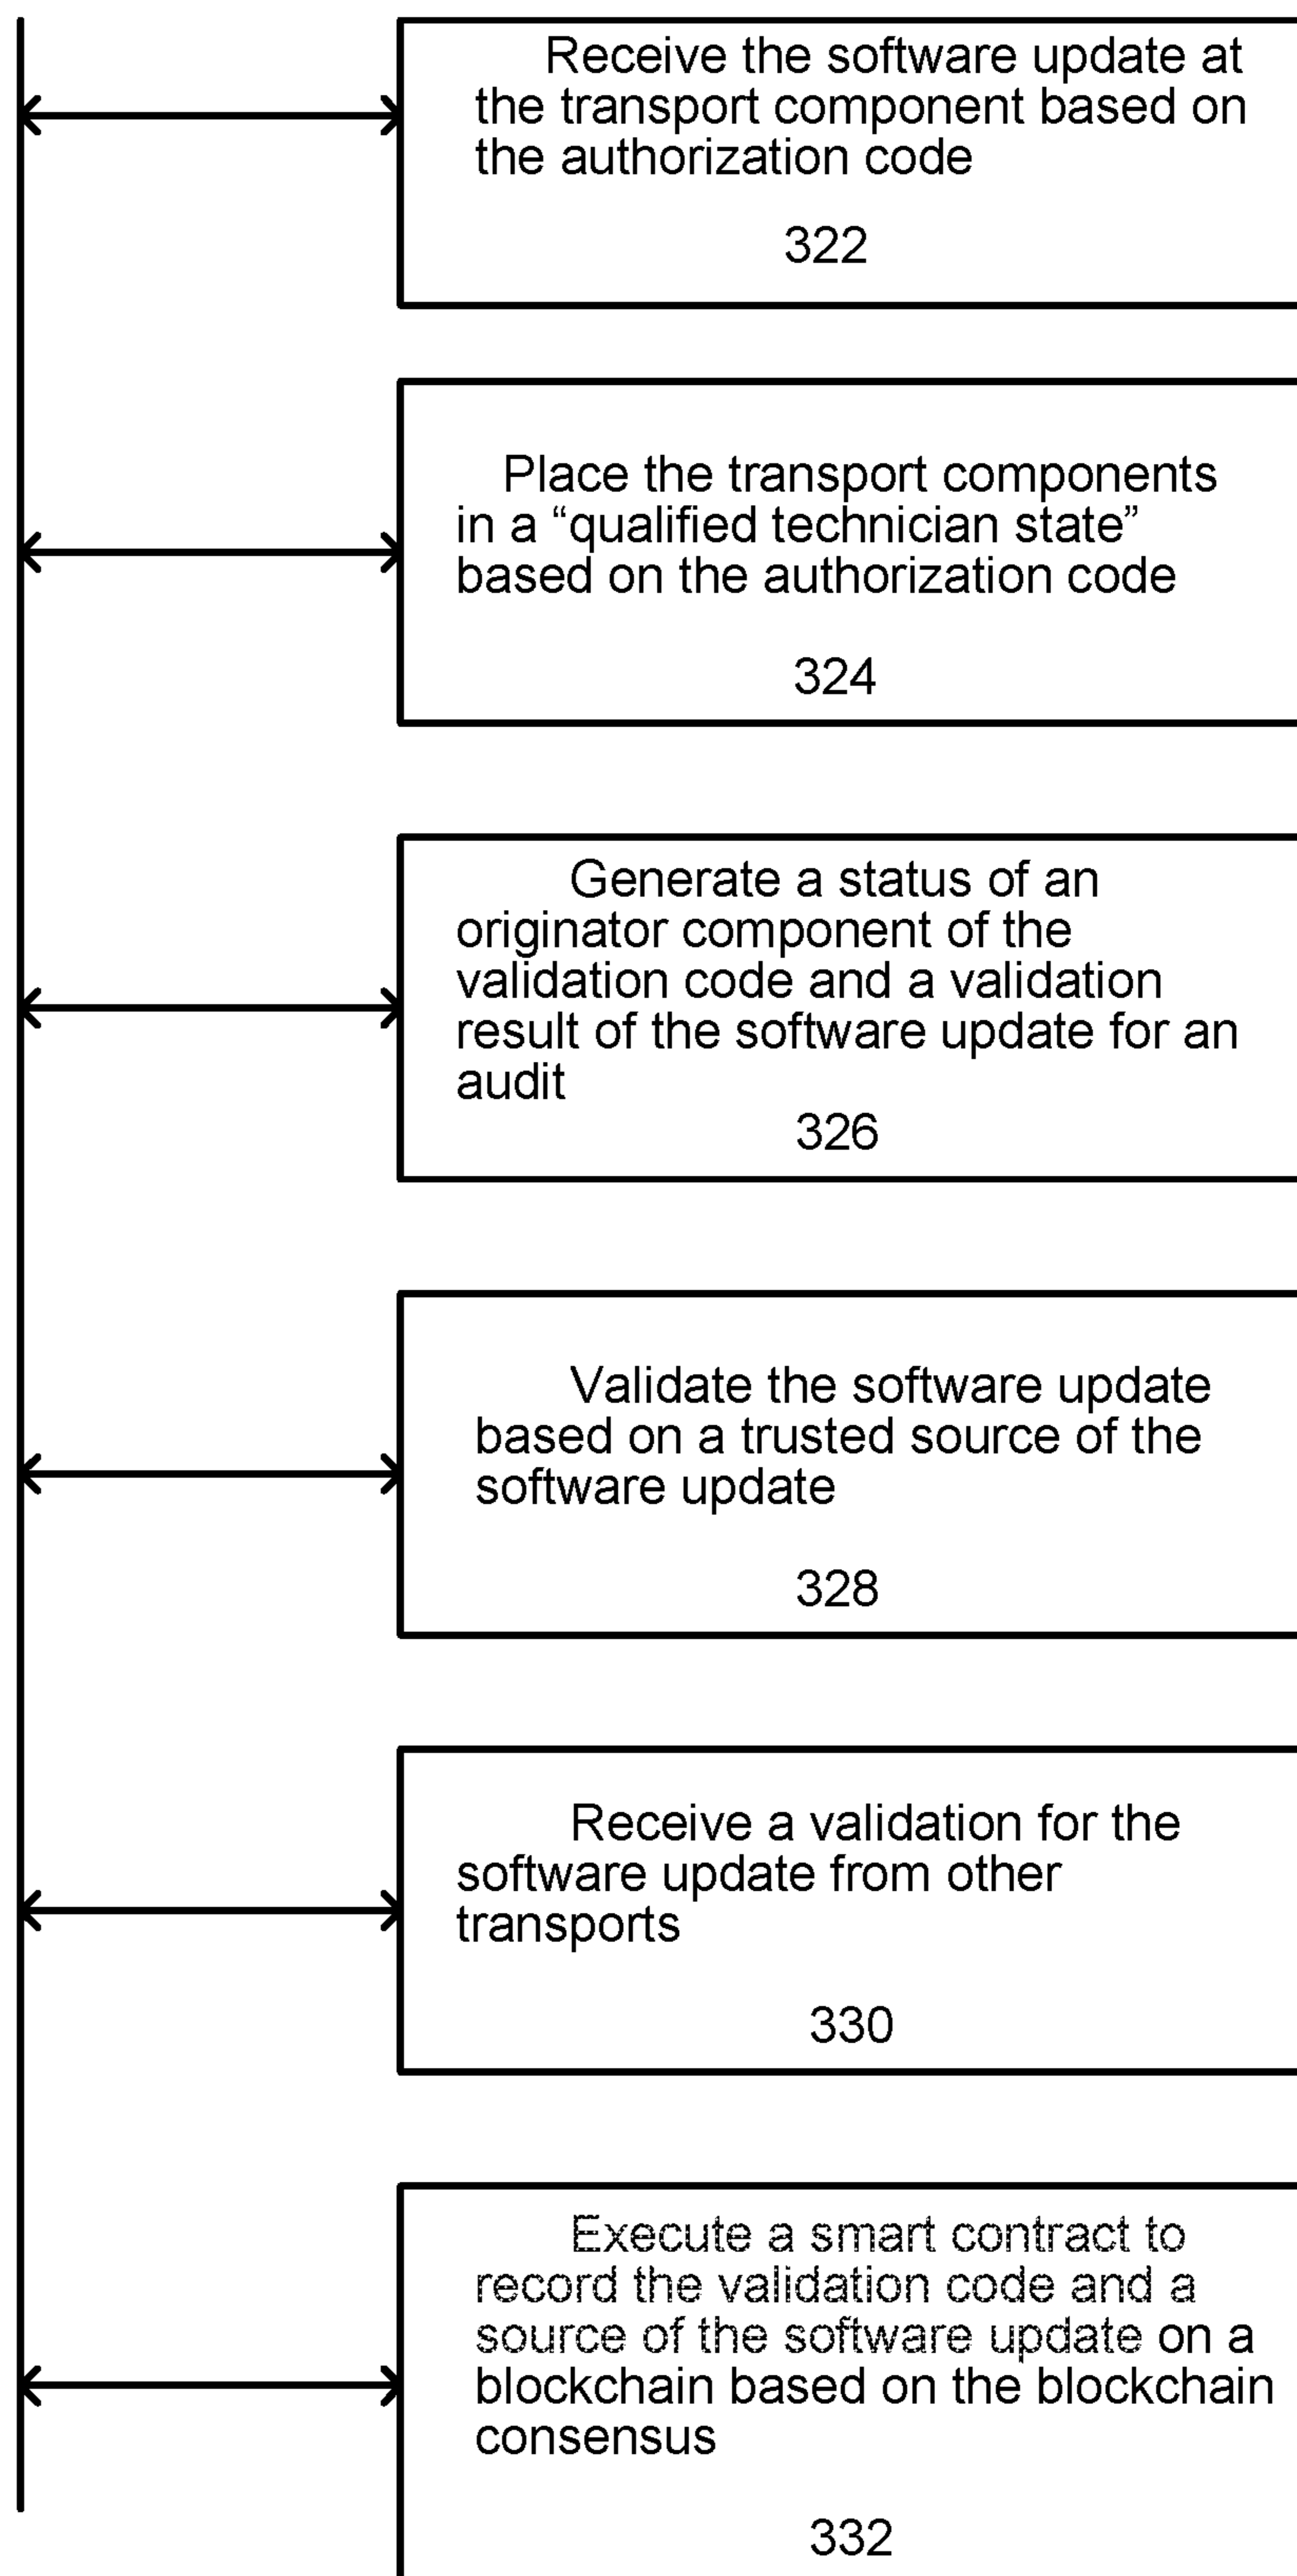 Receive the software update at
the transport component based on
the authorization code
322
Place the transport components
in a “qualified technician state”
based on the authorization code
324
Generate a status of an
originator component of the
validation code and a validation
result of the software update for an
audit
326
Validate the software update
based on a trusted source of the
software update
328
Receive a validation for the
software update from other
transports
330
Execute a smart contract to
record the validation code and a
source of the software update on a
blockchain based on the blockchain
consensus
332